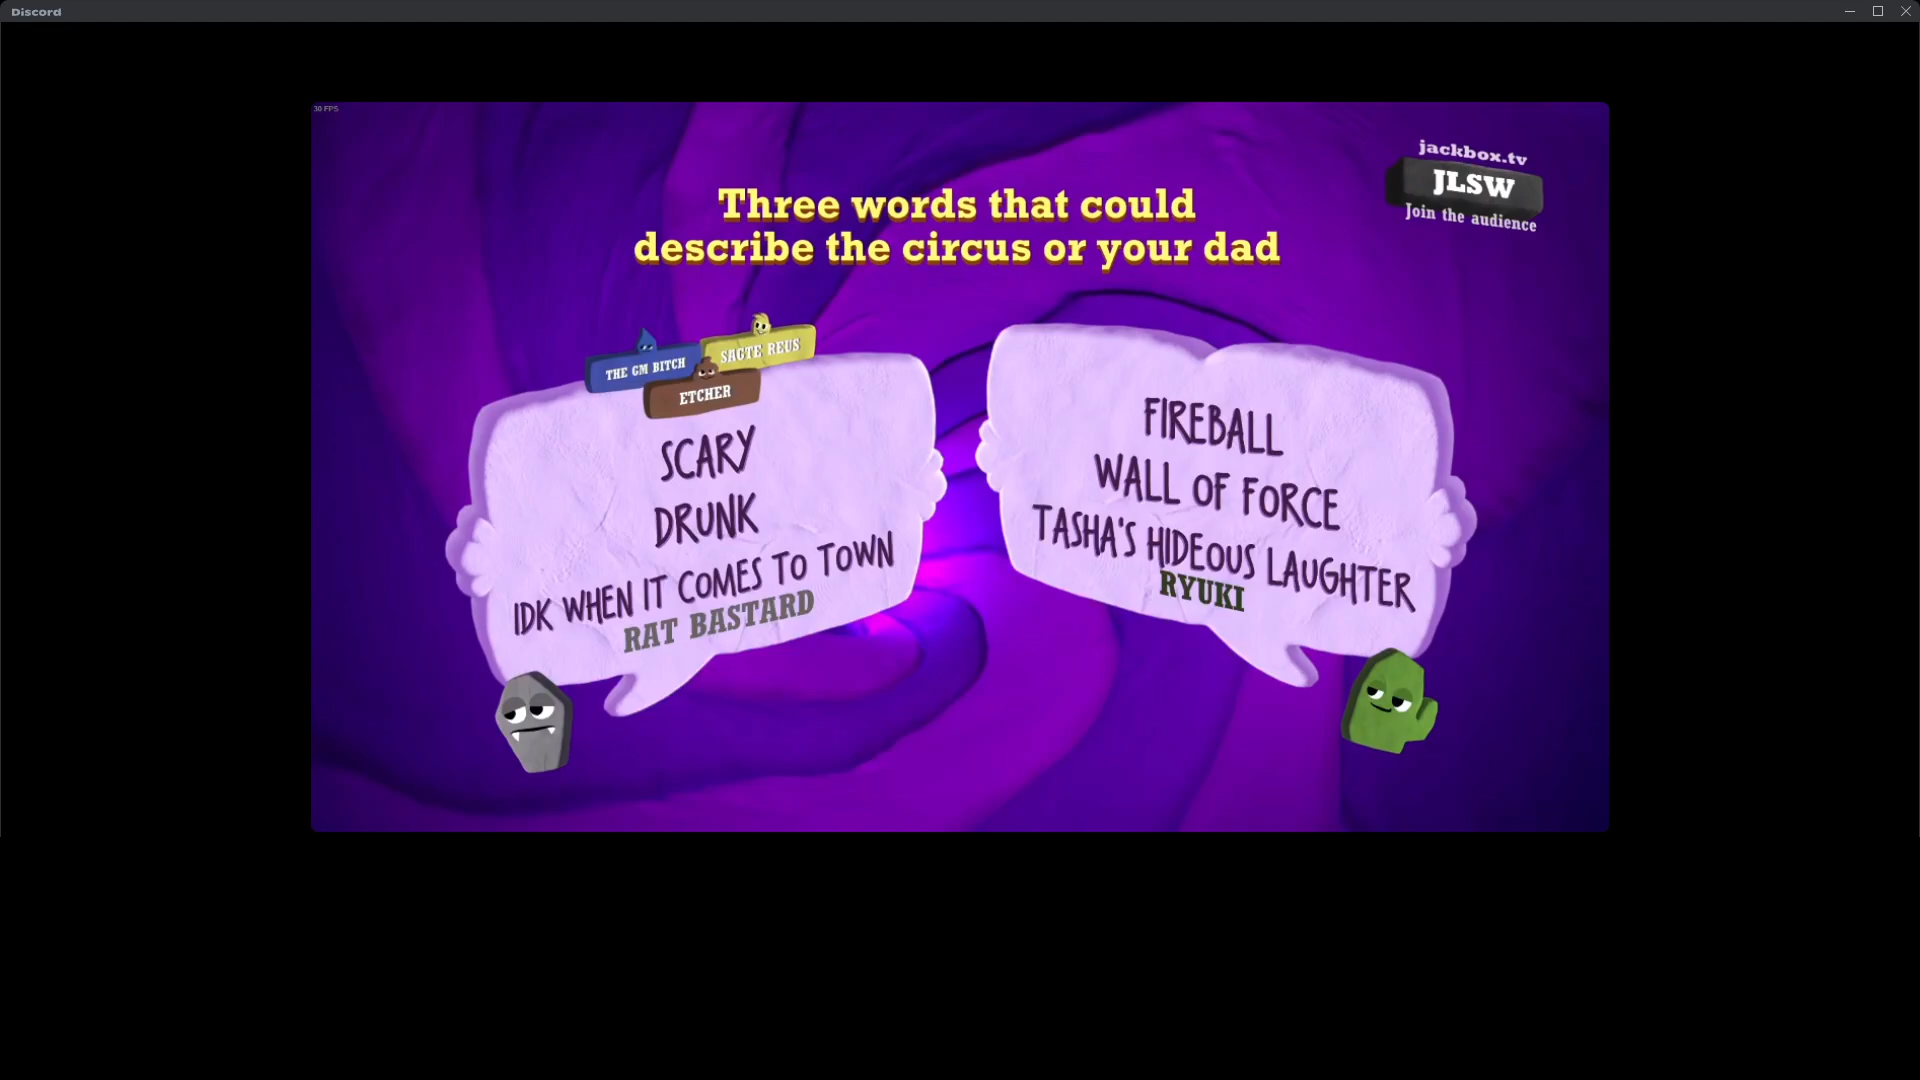 Discord
30 FPS
jackbox.tv
JLSW
Join the audience
Three words that could
describe the circus or your dad
THE GM BITCH
SAGTE REUS
ETCHER
SCARY
DRUNK
IDK WHEN IT COMES TO TOWN
RAT BASTARD
FIREBALL
WALL OF FORCE
TASHA'S HIDEOUS LAUGHTER
RYUKI